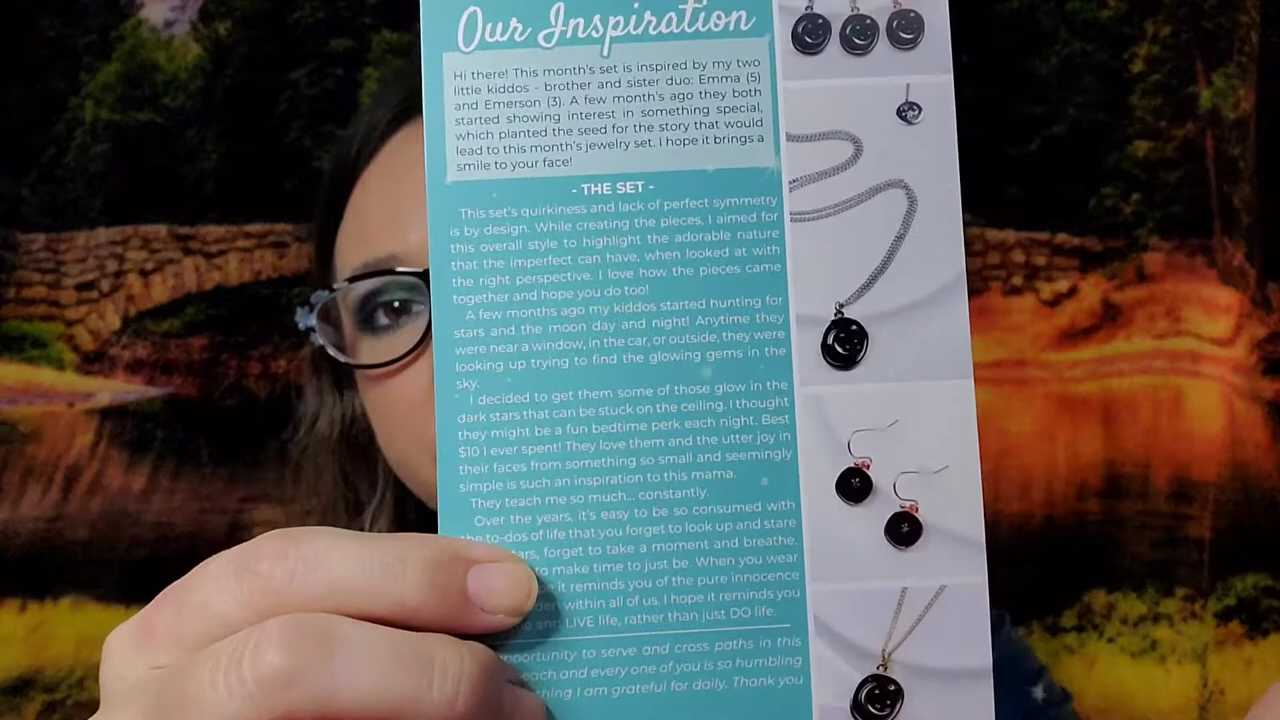 Our Inspiration
Hi there! This month's set is inspired by my two
little kiddos - brother and sister duo: Emma (5)
and Emerson (3). A few month's ago they both
started showing interest in something special,
which planted the seed for the story that would
lead to this month's jewelry set. I hope it brings a
smile to your face!
- THE SET -
This set's quirkiness and lack of perfect symmetry
is by design. While creating the pieces, I aimed for
this overall style to highlight the adorable nature
that the imperfect can have, when looked at with
the right perspective. I love how the pieces came
together and hope you do too!
A few months ago my kiddos started hunting for
stars and the moon day and night! Anytime they
were near a window, in the car, or outside, they were
looking up trying to find the glowing gems in the
sky.
I decided to get them some of those glow in the
dark stars that can be stuck on the ceiling. I thought
they might be a fun bedtime perk each night. Best
$10 I ever spent! They love them and the utter joy in
their faces from something so small and seemingly
simple is such an inspiration to this mama.
They teach me so much... constantly.
Over the years, it's easy to be so consumed with
the to-dos of life that you forget to look up and stare
forget to take a moment and breathe,
to make time to just be. When you wear
it reminds you of the pure innocence
within all of us. I hope it reminds you
and LIVE life, rather than just DO life.
opportunity to serve and cross paths in this
each and every one of you is so humbling
I am grateful for daily. Thank you